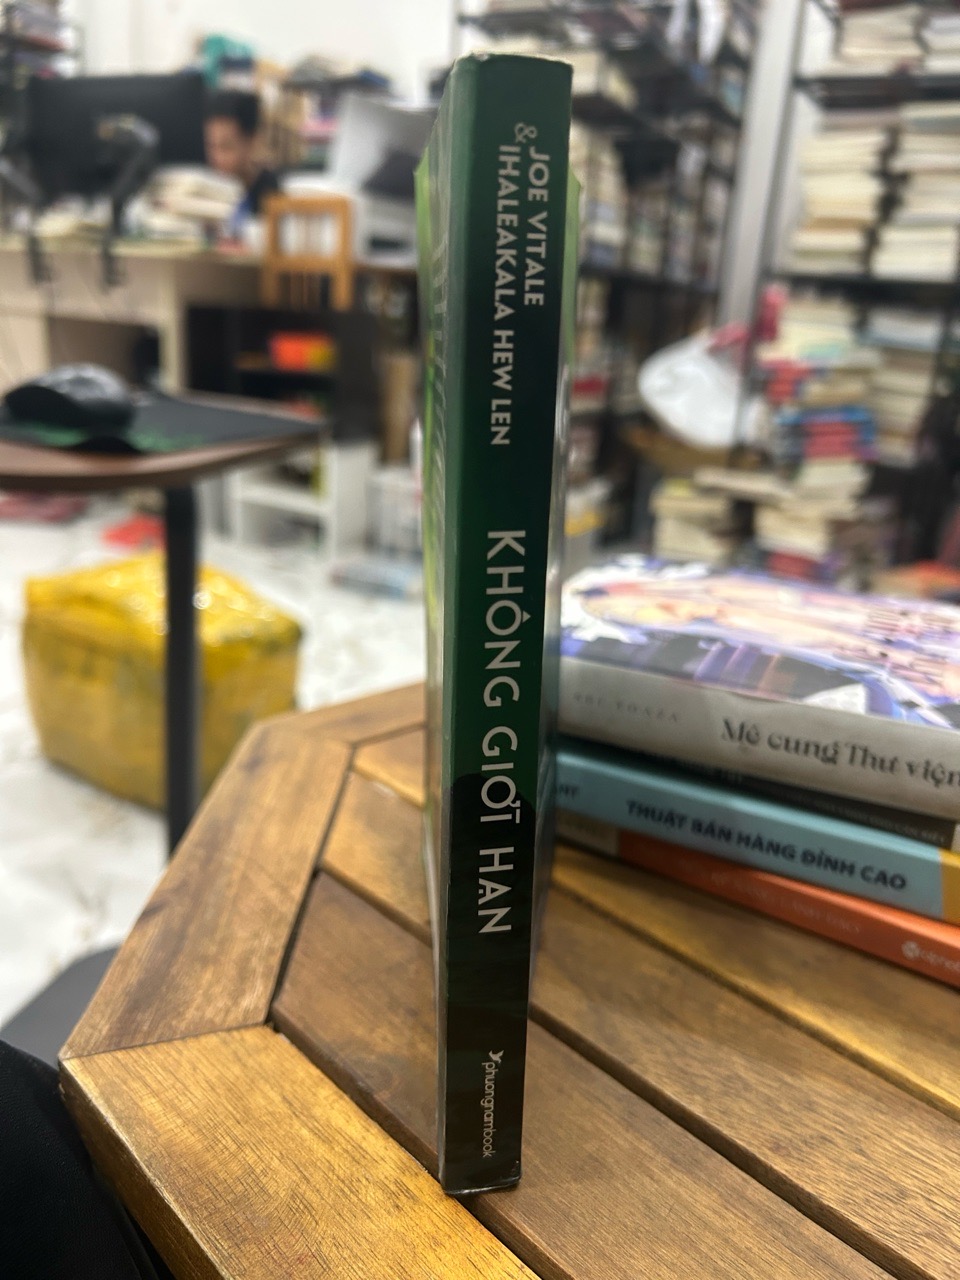 JOE VITALE
& IHALEAKALA HEW LEN
KHÔNG GIỚI HẠN
phuongnambook
Mê cung Thư viện
THUẬT BÁN HÀNG ĐỈNH CAO